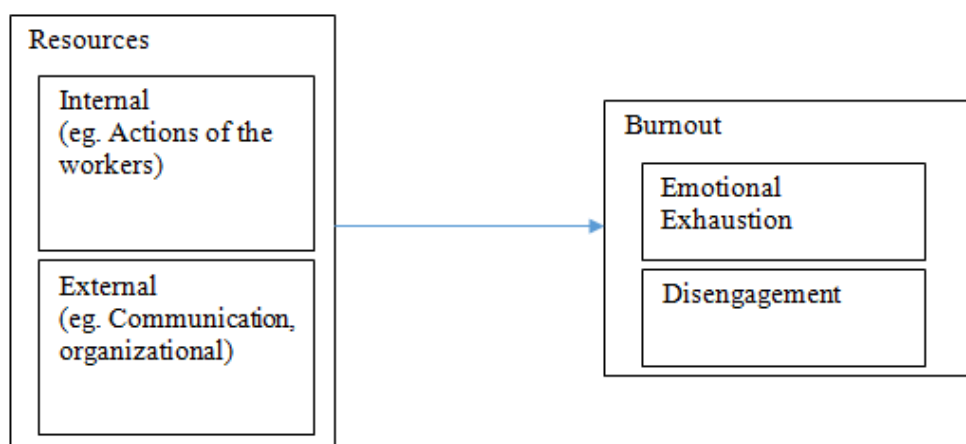 Resources
Internal
(eg. Actions of the
workers)
External
(eg. Communication,
organizational)
Burnout
Emotional
Exhaustion
Disengagement